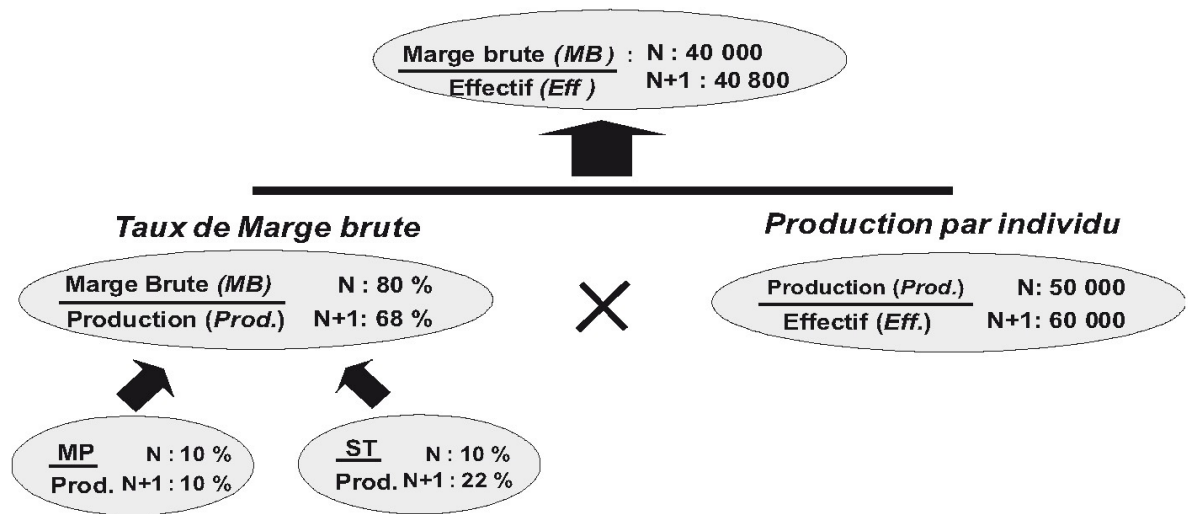 Marge brute (MB) : N : 40 000
Effectif (Eff ) N+1 : 40 800
Taux de Marge brute
Production par individu
Marge Brute (MB) N : 80 %
Production (Prod.) N+1: 68 %
Production (Prod.) N: 50 000
Effectif (Eff.) N+1: 60 000
MP N : 10 %
Prod. N+1 : 10 %
ST N : 10 %
Prod. N+1 : 22 %